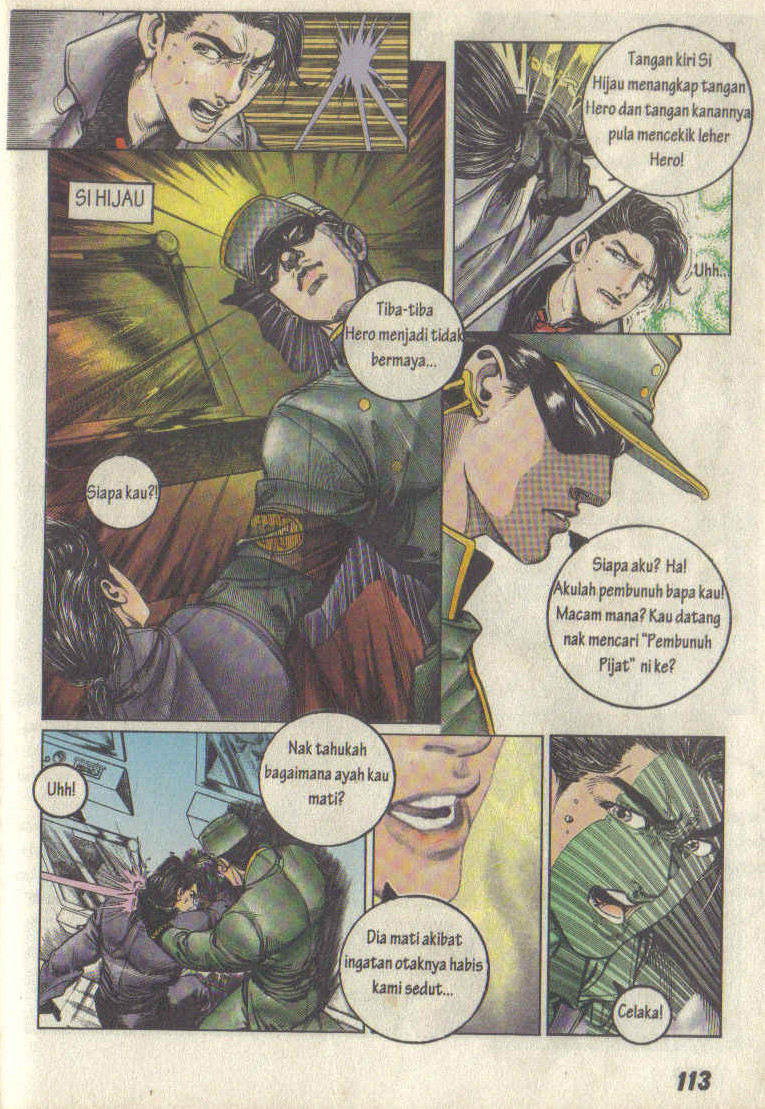 Tangan kiri Si
Hijau menangkap tangan
Hero dan tangan kanannya
pula mencekik leher
Hero!
Uhh...
SI HIJAU
Tiba-tiba
Hero menjadi tidak
bermaya...
Siapa kau?!
Siapa aku? Ha!
Akulah pembunuh bapa kau!
Macam mana? Kau datang
nak mencari "Pembunuh
Pijat" ni ke?
Uhh!
Nak tahukah
bagaimana ayah kau
mati?
Dia mati akibat
ingatan otaknya habis
kami sedut...
Celaka!
113